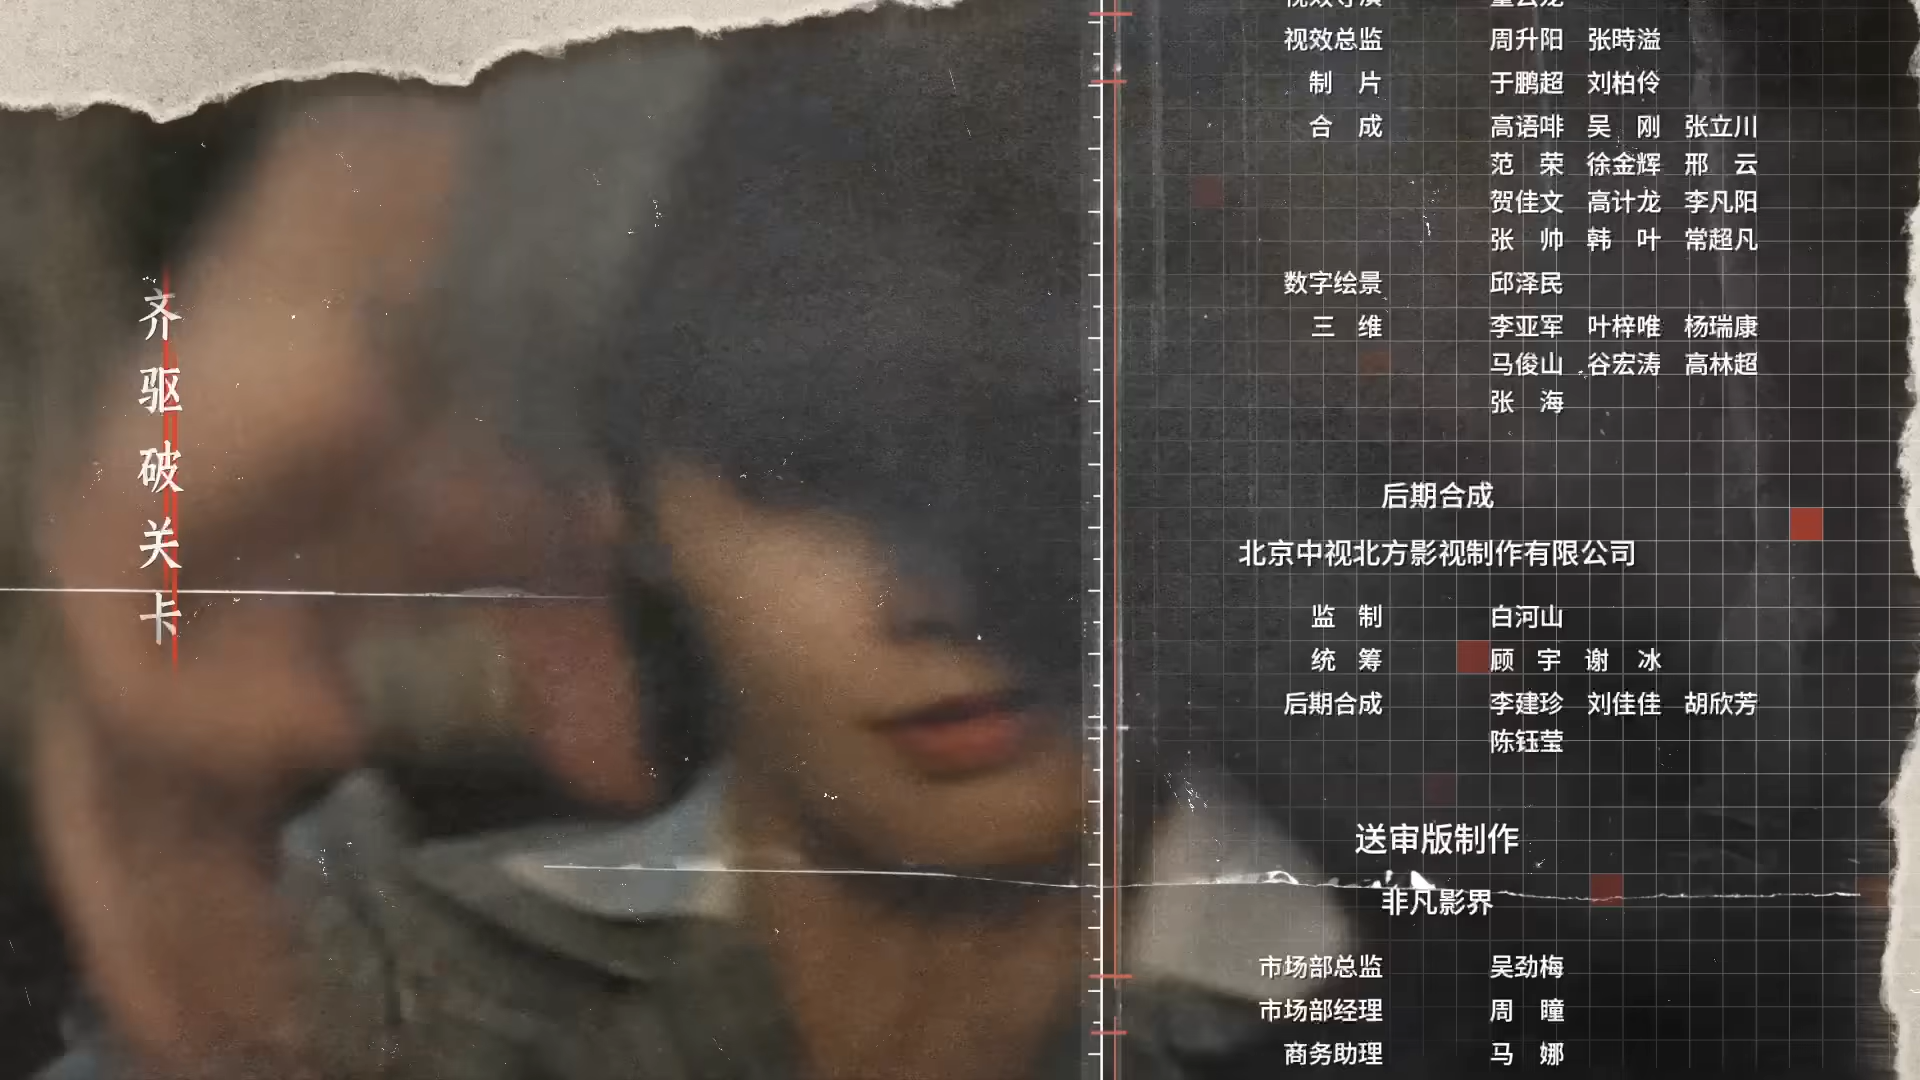 齐驱破关卡
视效总监 周升阳 张時溢
制 片 于鹏超 刘柏伶
合 成 高语啡 吴 刚 张立川
范 荣 徐金辉 邢 云
贺佳文 高计龙 李凡阳
张 帅 韩 叶 常超凡
数字绘景 邱泽民
三 维 李亚军 叶梓唯 杨瑞康
马俊山 谷宏涛 高林超
张 海
后期合成
北京中视北方影视制作有限公司
监 制 白河山
统 筹 顾 宇 谢 冰
后期合成 李建珍 刘佳佳 胡欣芳
陈钰莹
送审版制作
非凡影界
市场部总监 吴劲梅
市场部经理 周 瞳
商务助理 马 娜